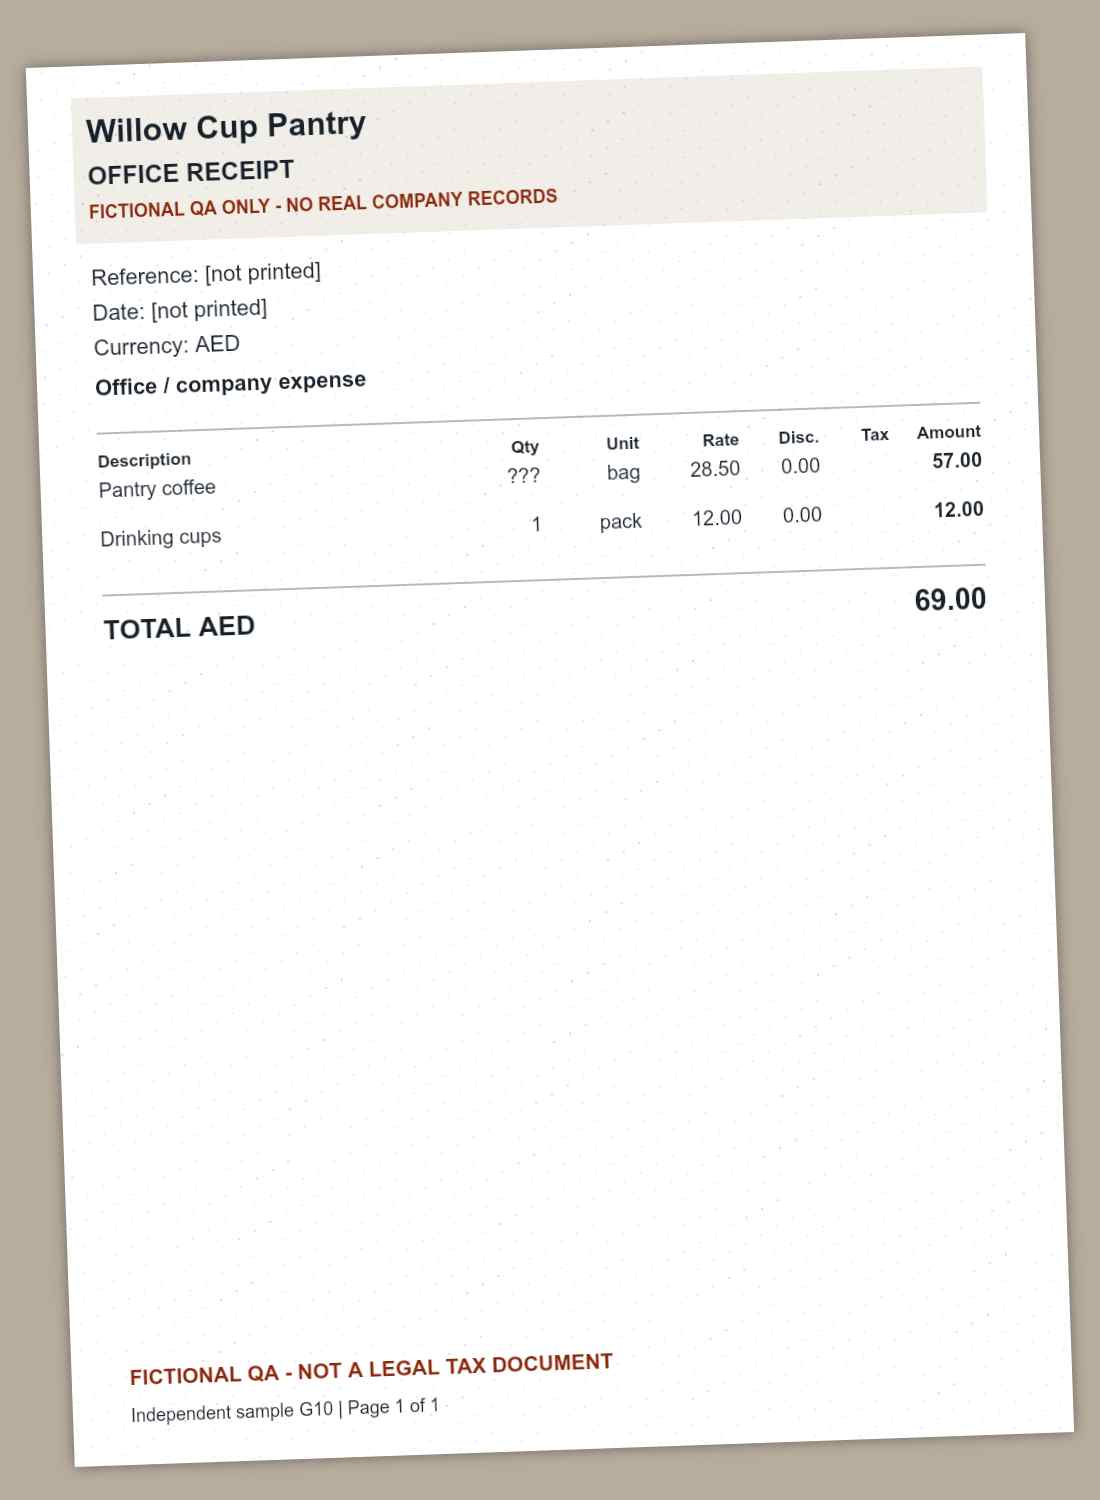 Willow Cup Pantry
OFFICE RECEIPT
FICTIONAL QA ONLY - NO REAL COMPANY RECORDS
Reference: [not printed]
Date: [not printed]
Currency: AED
Office / company expense
Description Qty Unit Rate Disc. Tax Amount
Pantry coffee ??? bag 28.50 0.00 57.00
Drinking cups 1 pack 12.00 0.00 12.00
TOTAL AED 69.00
FICTIONAL QA - NOT A LEGAL TAX DOCUMENT
Independent sample G10 | Page 1 of 1